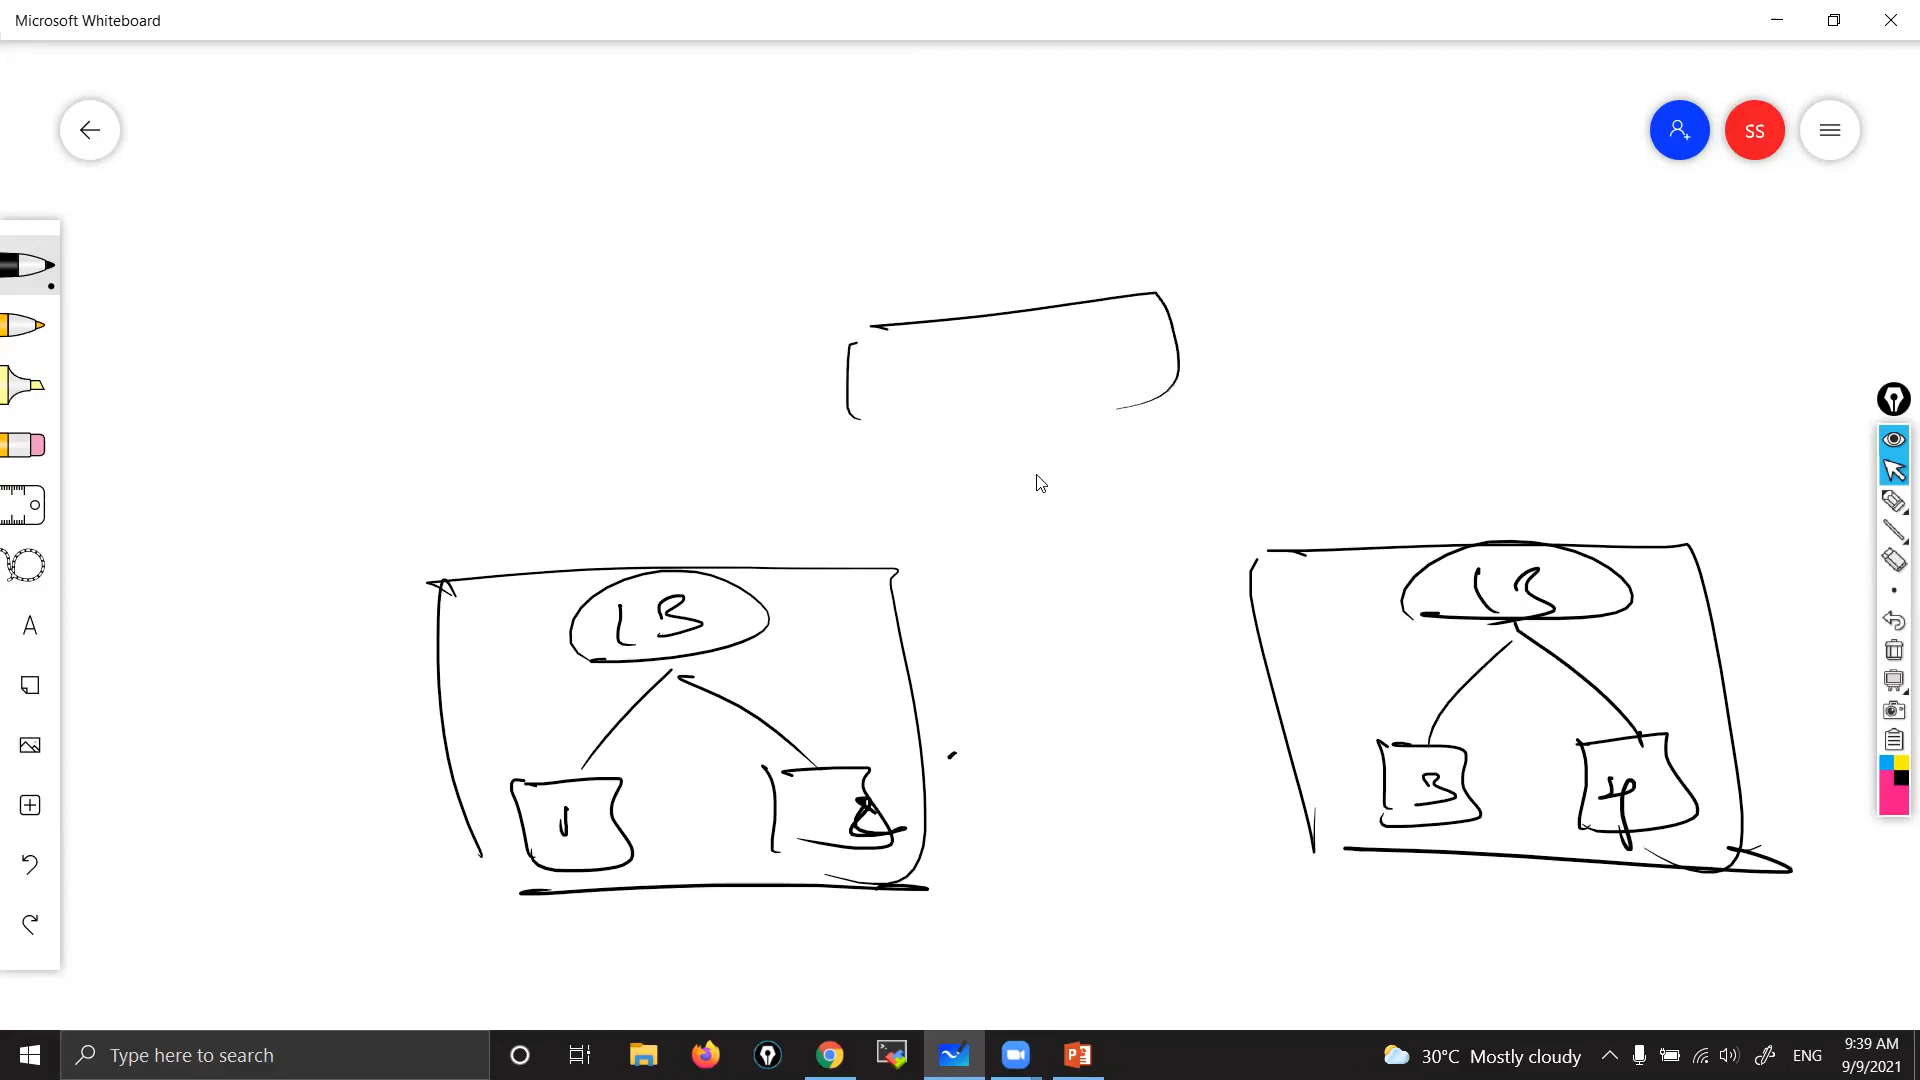 Microsoft Whiteboard
SS
LB
LB
1
2
3
4
A
Type here to search
30°C Mostly cloudy
ENG
9:39 AM
9/9/2021